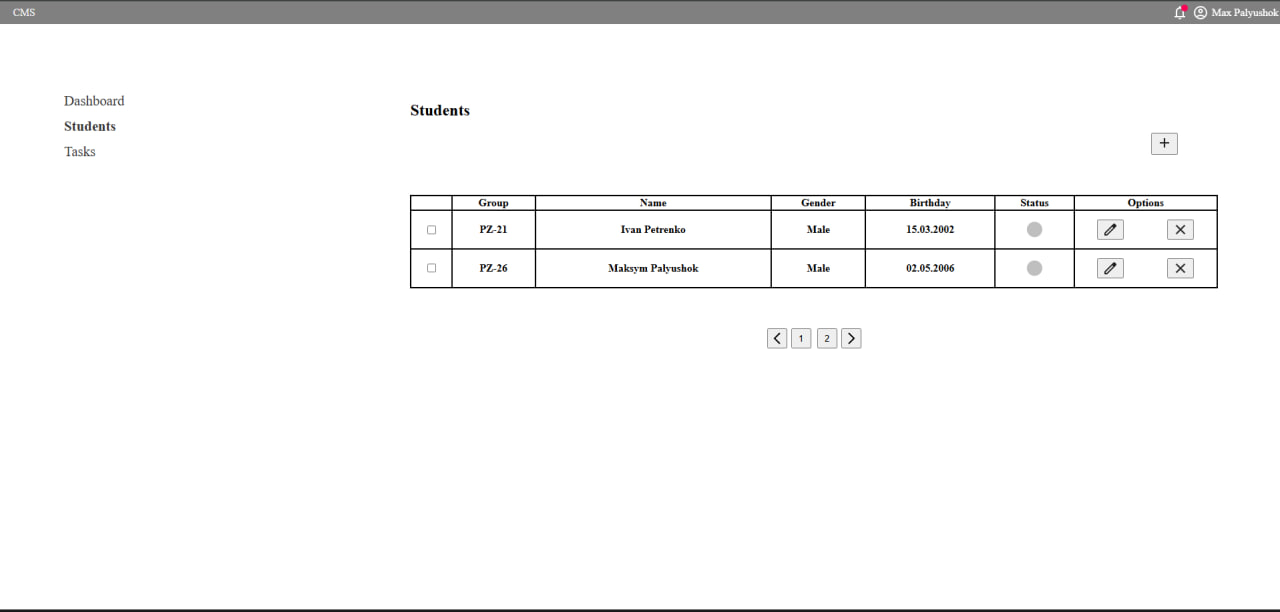 CMS
Max Palyushok
Dashboard
Students
Tasks
Students
+
Group Name Gender Birthday Status Options
PZ-21 Ivan Petrenko Male 15.03.2002
PZ-26 Maksym Palyushok Male 02.05.2006
1 2